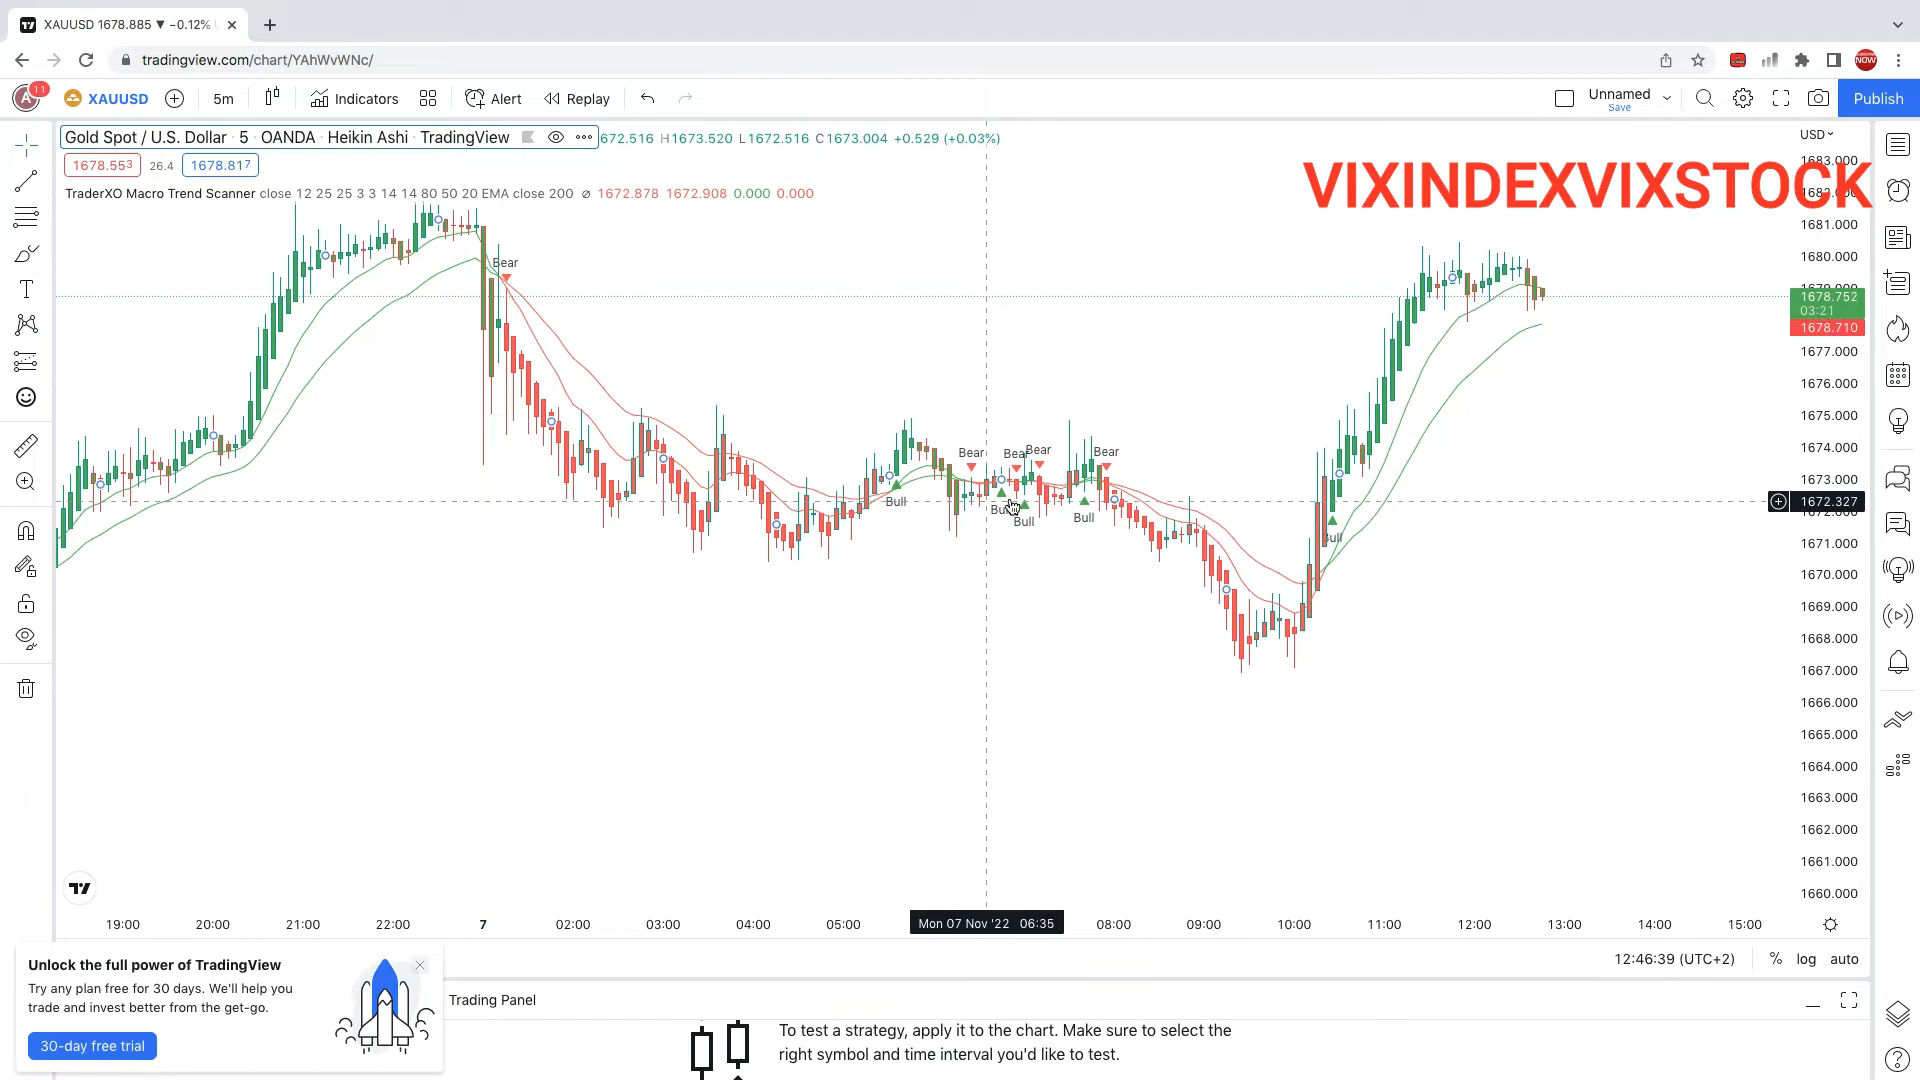 XAUUSD 1678.885 ▼ −0.12%
tradingview.com/chart/YAhWvWNc/
NOW
A 11 XAUUSD 5m Indicators Alert Replay Unnamed Save Publish
Gold Spot / U.S. Dollar · 5 · OANDA · Heikin Ashi · TradingView 672.516 H1673.520 L1672.516 C1673.004 +0.529 (+0.03%)
USD
1678.553 26.4 1678.817
TraderXO Macro Trend Scanner close 12 25 25 3 3 14 14 80 50 20 EMA close 200 ⌀ 1672.878 1672.908 0.000 0.000
VIXINDEXVIXSTOCK
1683.000
1681.000
1680.000
1678.752
03:21
1678.710
1677.000
1676.000
1675.000
1674.000
1673.000
1672.327
1671.000
1670.000
1669.000
1668.000
1667.000
1666.000
1665.000
1664.000
1663.000
1662.000
1661.000
1660.000
Bear
Bear
Bear
Bear
Bear
Bull
Bull
Bull
Bull
19:00 20:00 21:00 22:00 7 02:00 03:00 04:00 05:00 Mon 07 Nov '22 06:35 08:00 09:00 10:00 11:00 12:00 13:00 14:00 15:00
12:46:39 (UTC+2) % log auto
Unlock the full power of TradingView
Try any plan free for 30 days. We'll help you
trade and invest better from the get-go.
30-day free trial
Trading Panel
To test a strategy, apply it to the chart. Make sure to select the
right symbol and time interval you'd like to test.